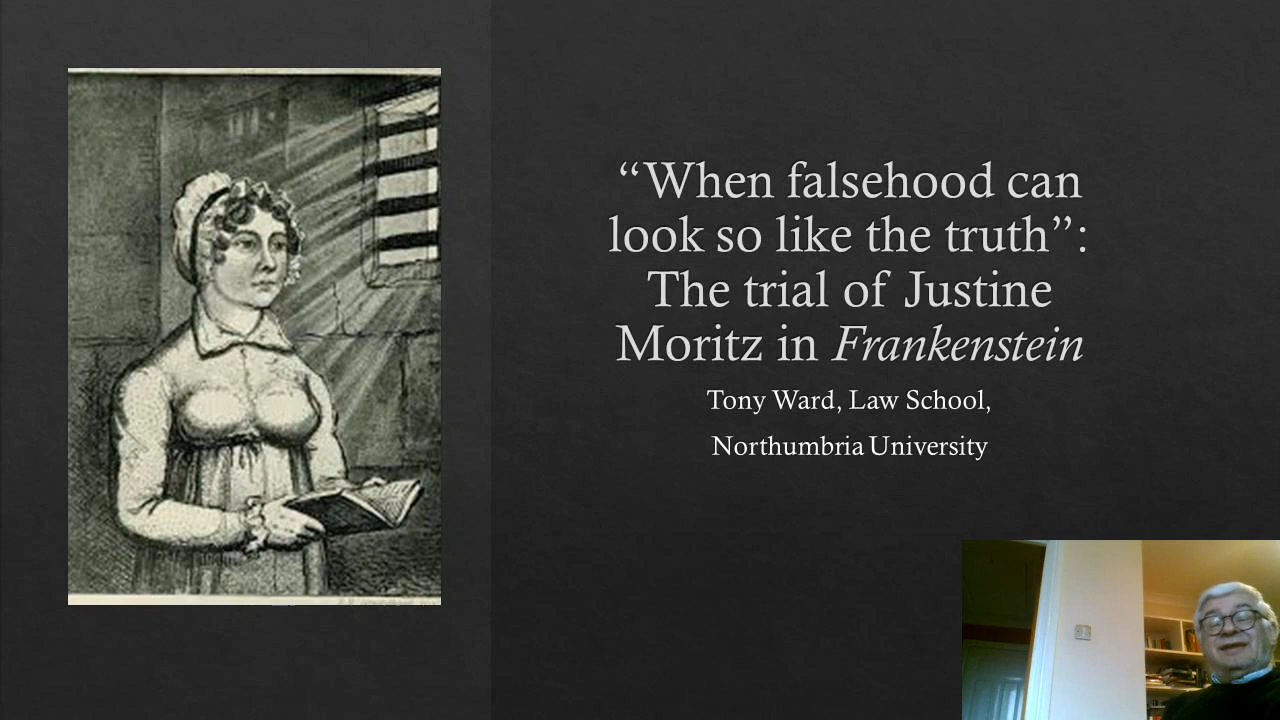 “When falsehood can
look so like the truth”:
The trial of Justine
Moritz in Frankenstein
Tony Ward, Law School,
Northumbria University